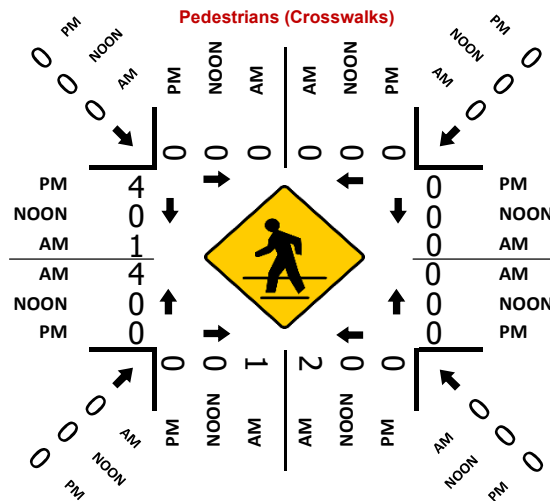 Pedestrians (Crosswalks)
0 PM
0 NOON
0 AM
PM NOON AM AM NOON PM
0 0 0 0 0 0
PM 0
NOON 0
AM 0
PM 4 0 PM
NOON 0 0 NOON
AM 1 0 AM
AM 4 0 AM
NOON 0 0 NOON
PM 0 0 PM
0 0 1 2 0 0
PM NOON AM AM NOON PM
0 AM
0 NOON
0 PM
AM 0
NOON 0
PM 0